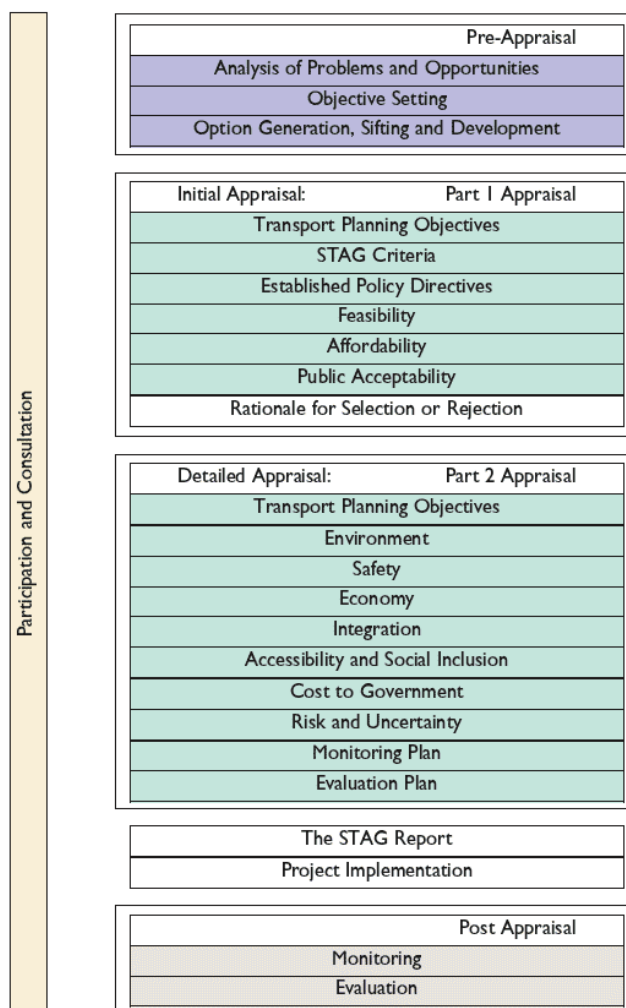 Participation and Consultation
Pre-Appraisal
Analysis of Problems and Opportunities
Objective Setting
Option Generation, Sifting and Development
Initial Appraisal: Part 1 Appraisal
Transport Planning Objectives
STAG Criteria
Established Policy Directives
Feasibility
Affordability
Public Acceptability
Rationale for Selection or Rejection
Detailed Appraisal: Part 2 Appraisal
Transport Planning Objectives
Environment
Safety
Economy
Integration
Accessibility and Social Inclusion
Cost to Government
Risk and Uncertainty
Monitoring Plan
Evaluation Plan
The STAG Report
Project Implementation
Post Appraisal
Monitoring
Evaluation